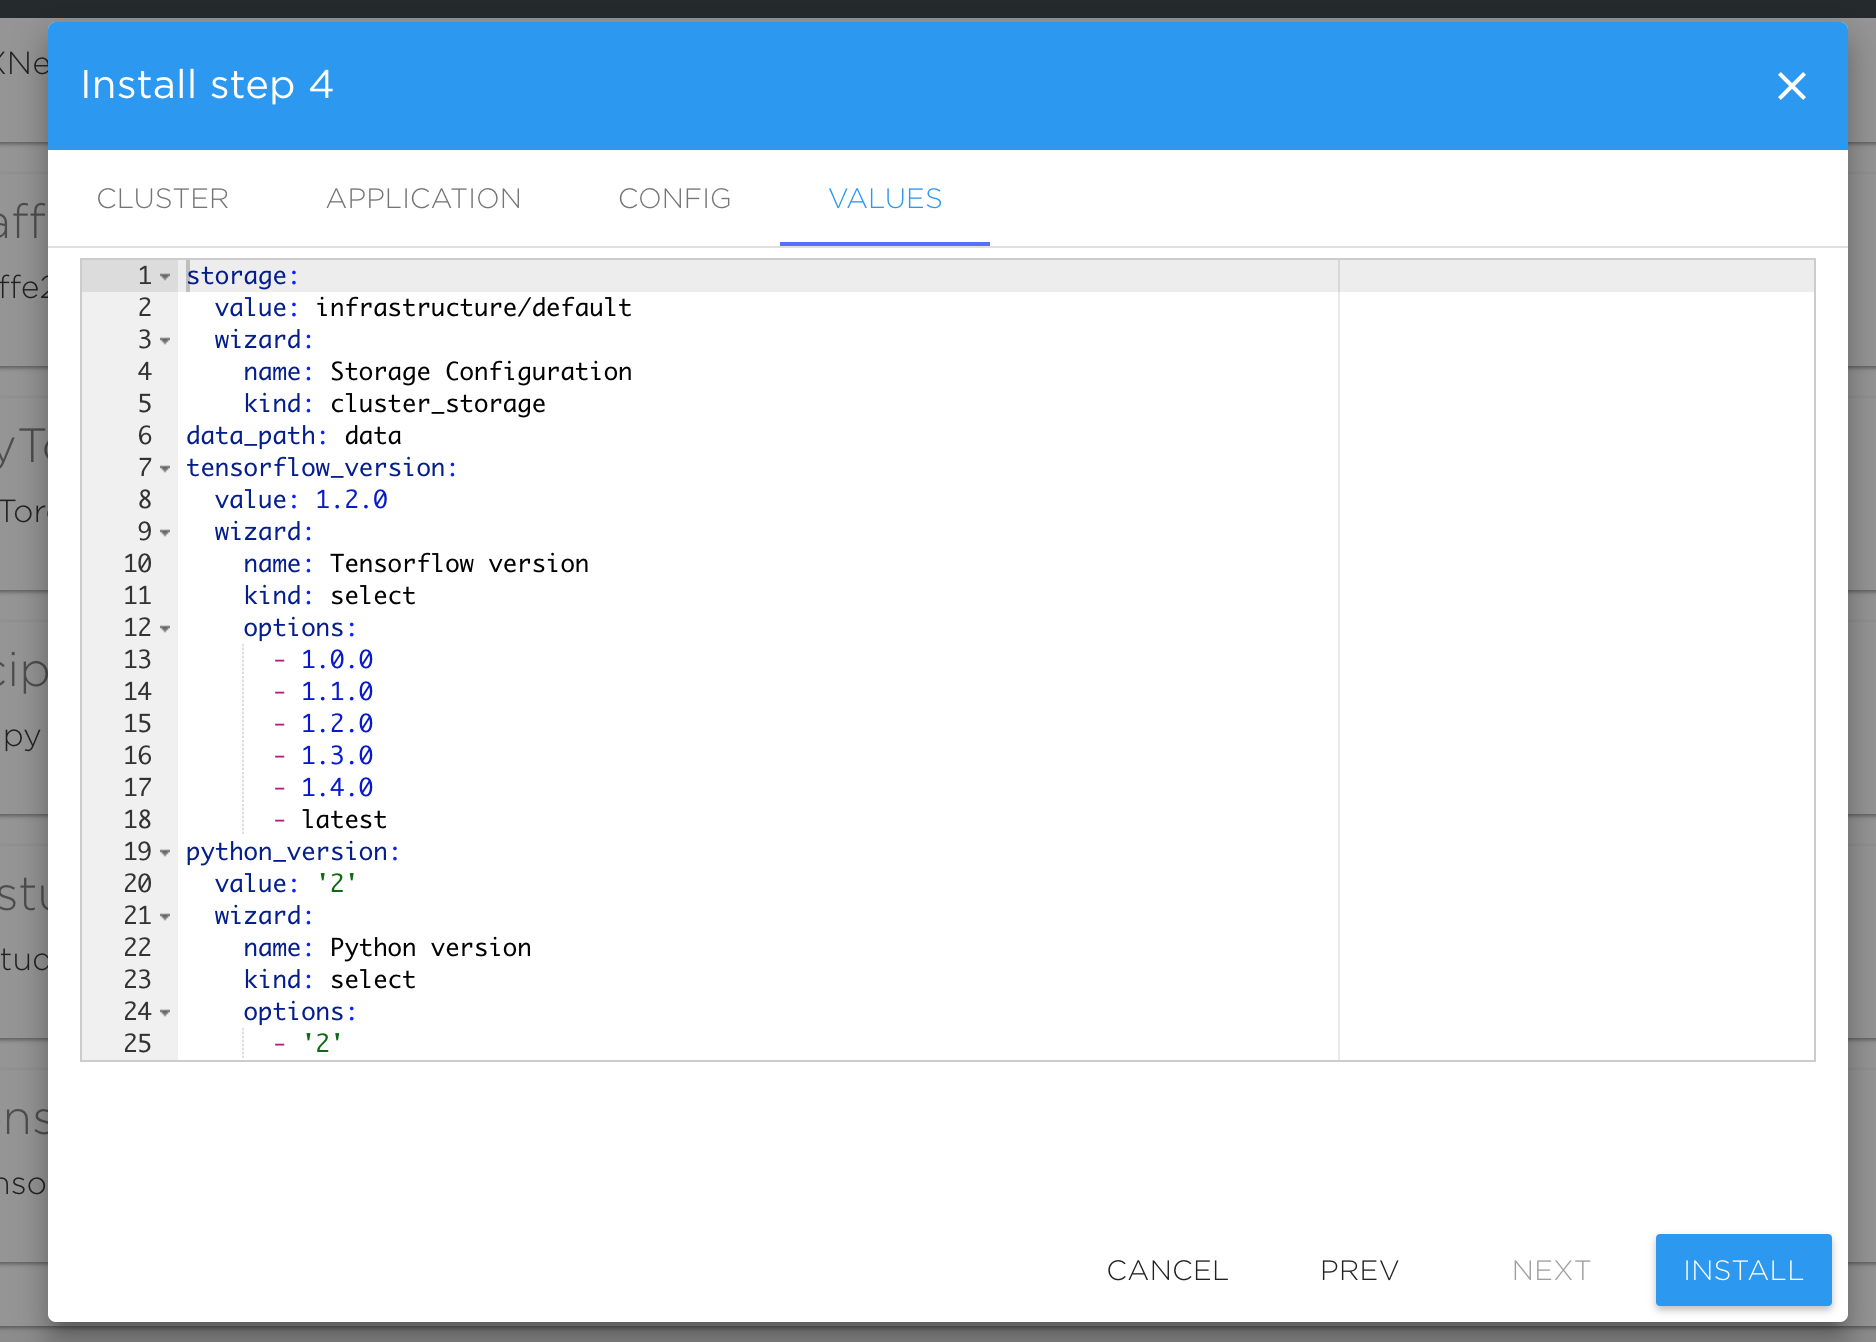 Install step 4
CLUSTER APPLICATION CONFIG VALUES
1 storage:
2 value: infrastructure/default
3 wizard:
4 name: Storage Configuration
5 kind: cluster_storage
6 data_path: data
7 tensorflow_version:
8 value: 1.2.0
9 wizard:
10 name: Tensorflow version
11 kind: select
12 options:
13 - 1.0.0
14 - 1.1.0
15 - 1.2.0
16 - 1.3.0
17 - 1.4.0
18 - latest
19 python_version:
20 value: '2'
21 wizard:
22 name: Python version
23 kind: select
24 options:
25 - '2'
CANCEL PREV NEXT INSTALL